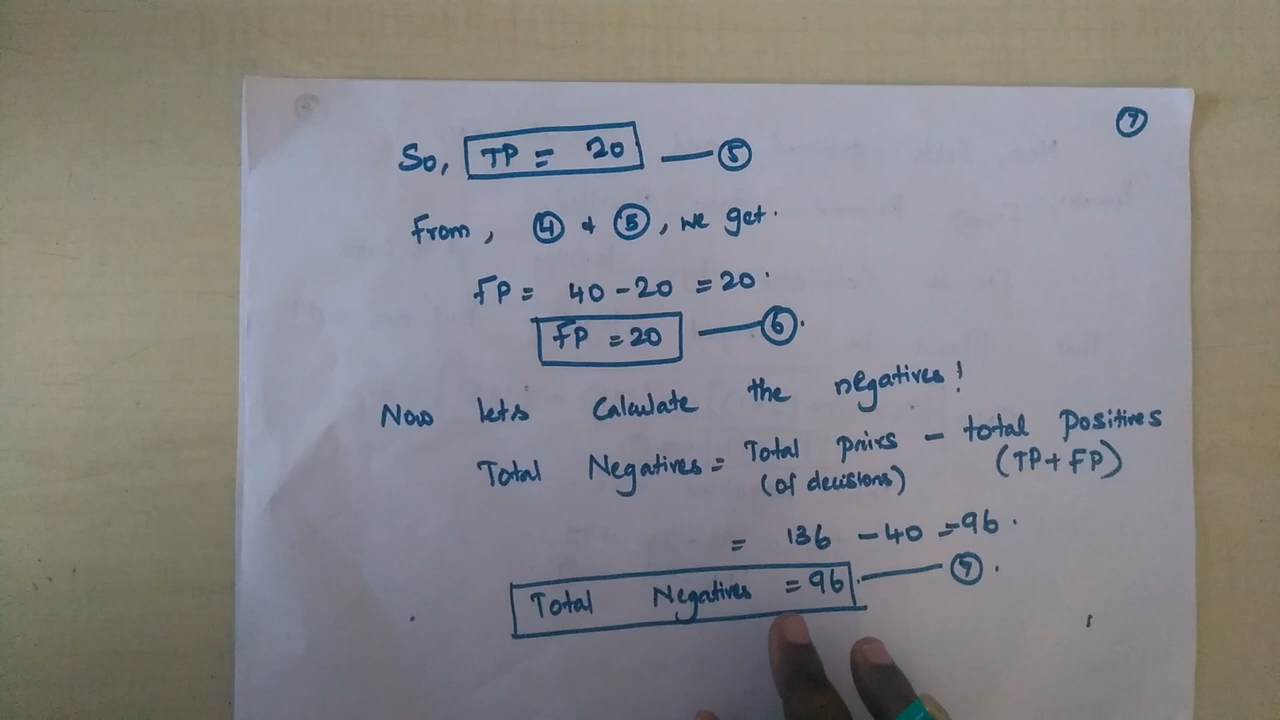 7
So, TP = 20 — 5
From, 4 & 5, we get.
FP = 40 - 20 = 20.
FP = 20 — 6.
Now lets Calculate the negatives!
Total Negatives = Total pairs - total Positives
(of decisions) (TP + FP)
= 136 - 40 = 96.
Total Negatives = 96. — 7.